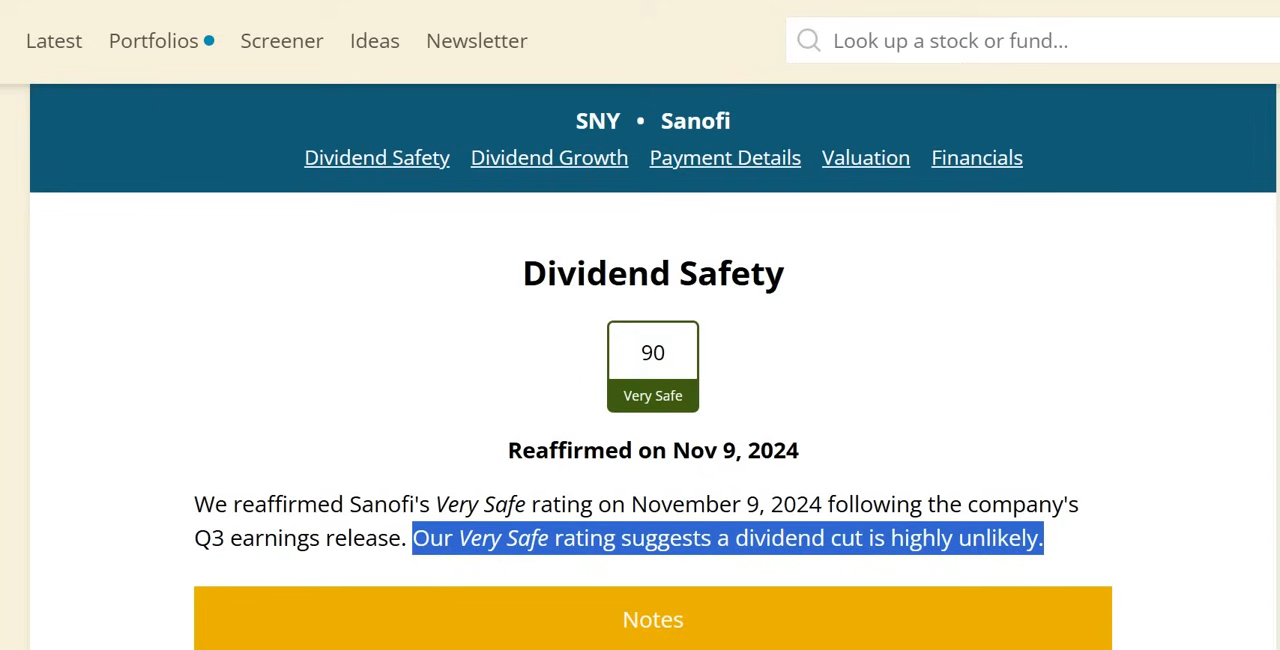 Latest Portfolios Screener Ideas Newsletter Look up a stock or fund...
SNY • Sanofi
Dividend Safety Dividend Growth Payment Details Valuation Financials
Dividend Safety
90
Very Safe
Reaffirmed on Nov 9, 2024
We reaffirmed Sanofi's Very Safe rating on November 9, 2024 following the company's
Q3 earnings release. Our Very Safe rating suggests a dividend cut is highly unlikely.
Notes